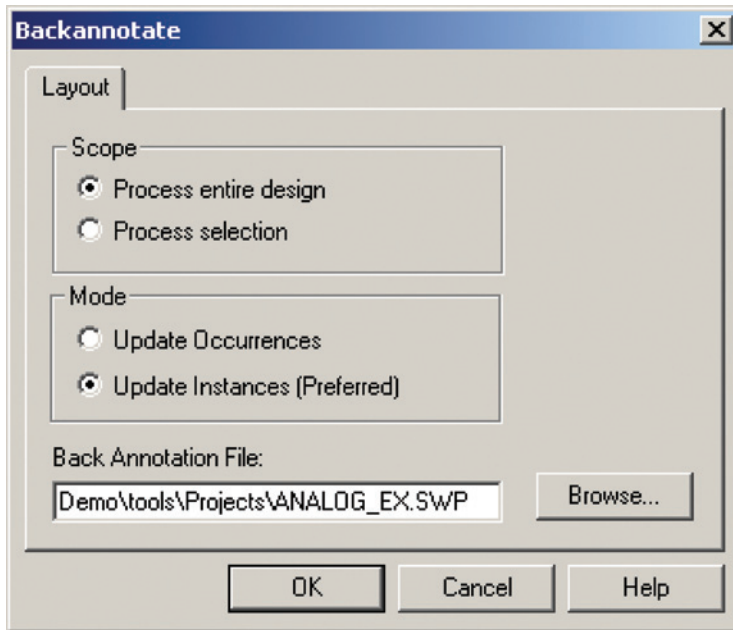 Backannotate
Layout
Scope
Process entire design
Process selection
Mode
Update Occurrences
Update Instances (Preferred)
Back Annotation File:
Demo\tools\Projects\ANALOG_EX.SWP
Browse...
OK Cancel Help